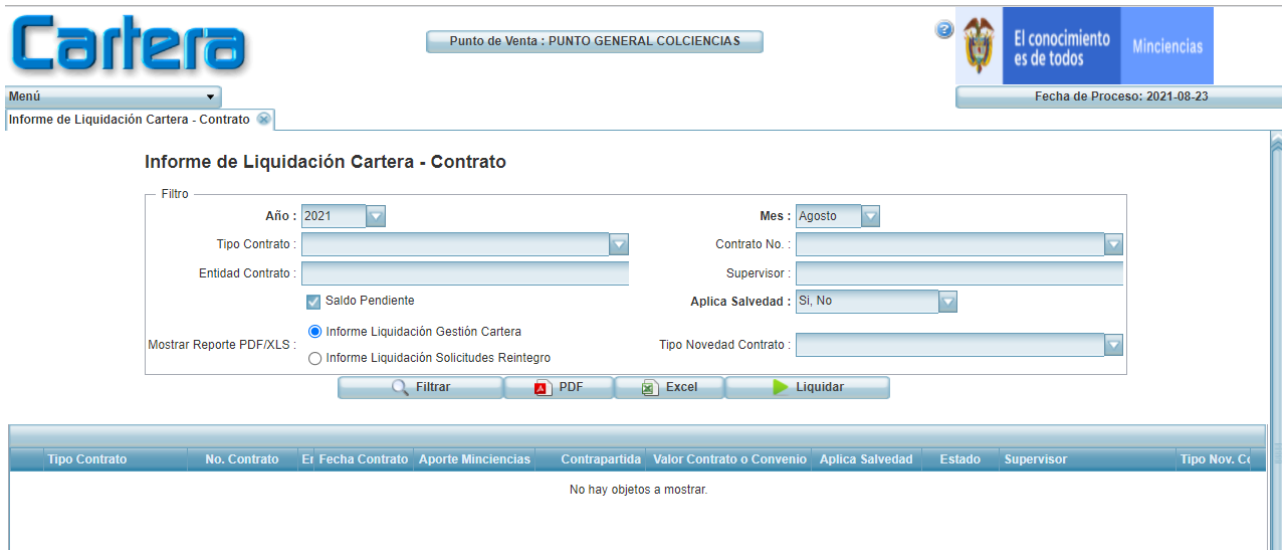 Cartera
Punto de Venta : PUNTO GENERAL COLCIENCIAS
El conocimiento
es de todos
Minciencias
Menú
Fecha de Proceso: 2021-08-23
Informe de Liquidación Cartera - Contrato
Informe de Liquidación Cartera - Contrato
Filtro
Año : 2021 Mes : Agosto
Tipo Contrato : Contrato No. :
Entidad Contrato : Supervisor :
Saldo Pendiente Aplica Salvedad : Si, No
Mostrar Reporte PDF/XLS : Informe Liquidación Gestión Cartera Tipo Novedad Contrato :
Informe Liquidación Solicitudes Reintegro
Filtrar PDF Excel Liquidar
Tipo Contrato No. Contrato Er Fecha Contrato Aporte Minciencias Contrapartida Valor Contrato o Convenio Aplica Salvedad Estado Supervisor Tipo Nov. Co
No hay objetos a mostrar.